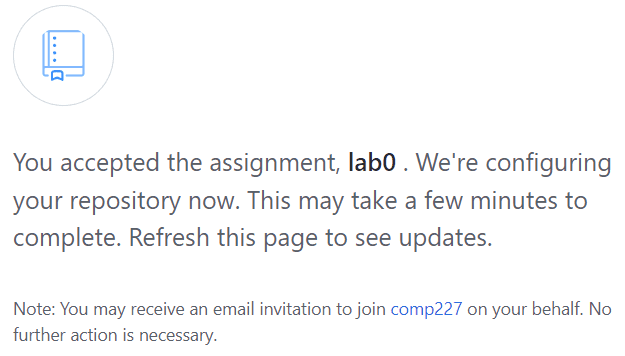 You accepted the assignment, lab0 . We're configuring
your repository now. This may take a few minutes to
complete. Refresh this page to see updates.
Note: You may receive an email invitation to join comp227 on your behalf. No
further action is necessary.